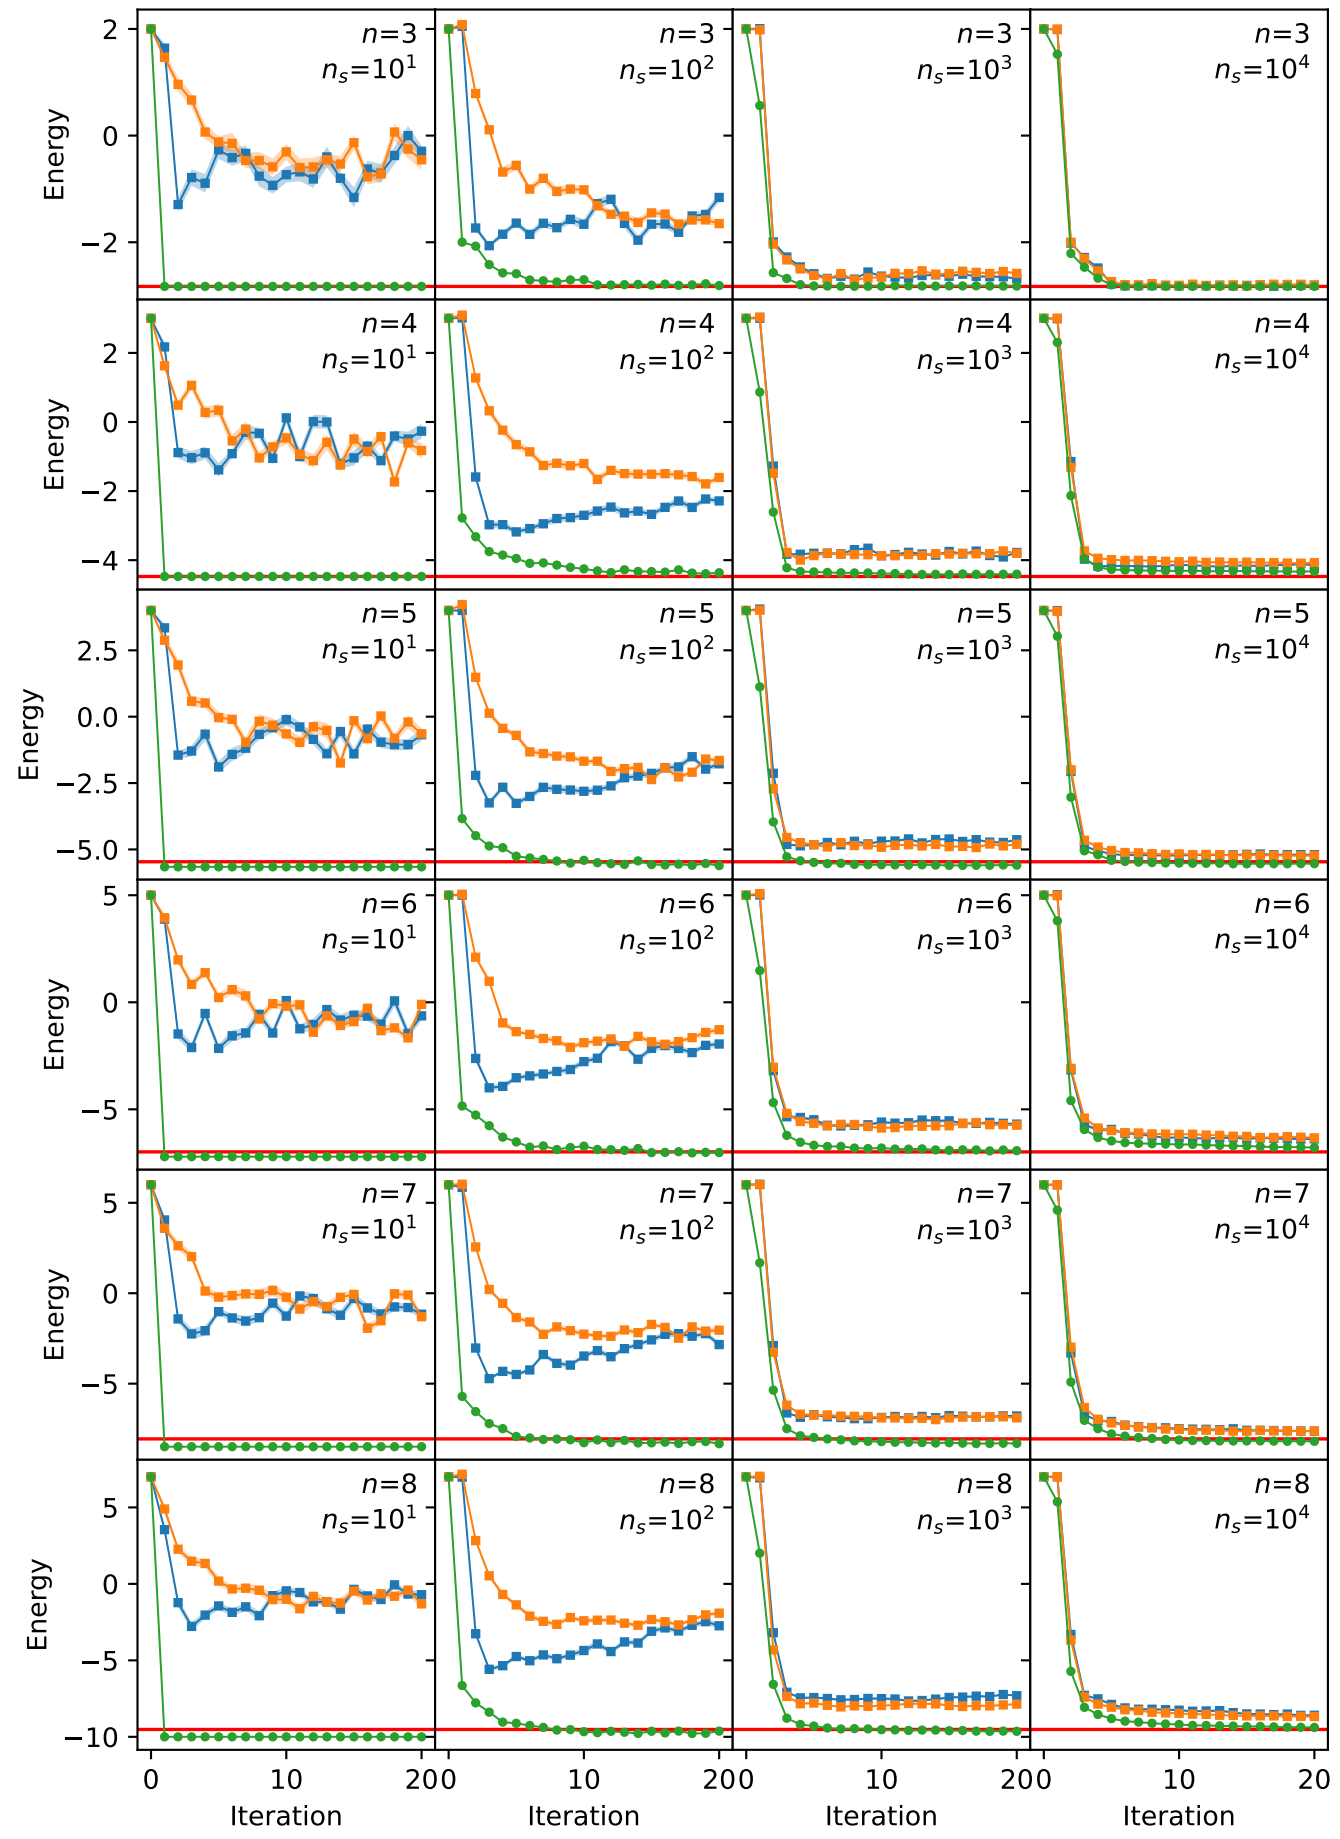 n=3
n_s=10^1
n=3
n_s=10^2
n=3
n_s=10^3
n=3
n_s=10^4
2
0
−2
Energy
n=4
n_s=10^1
n=4
n_s=10^2
n=4
n_s=10^3
n=4
n_s=10^4
2
0
−2
−4
Energy
n=5
n_s=10^1
n=5
n_s=10^2
n=5
n_s=10^3
n=5
n_s=10^4
2.5
0.0
−2.5
−5.0
Energy
n=6
n_s=10^1
n=6
n_s=10^2
n=6
n_s=10^3
n=6
n_s=10^4
5
0
−5
Energy
n=7
n_s=10^1
n=7
n_s=10^2
n=7
n_s=10^3
n=7
n_s=10^4
5
0
−5
Energy
n=8
n_s=10^1
n=8
n_s=10^2
n=8
n_s=10^3
n=8
n_s=10^4
5
0
−5
−10
Energy
0 10 20 0 10 20 0 10 20 0 10 20
Iteration Iteration Iteration Iteration